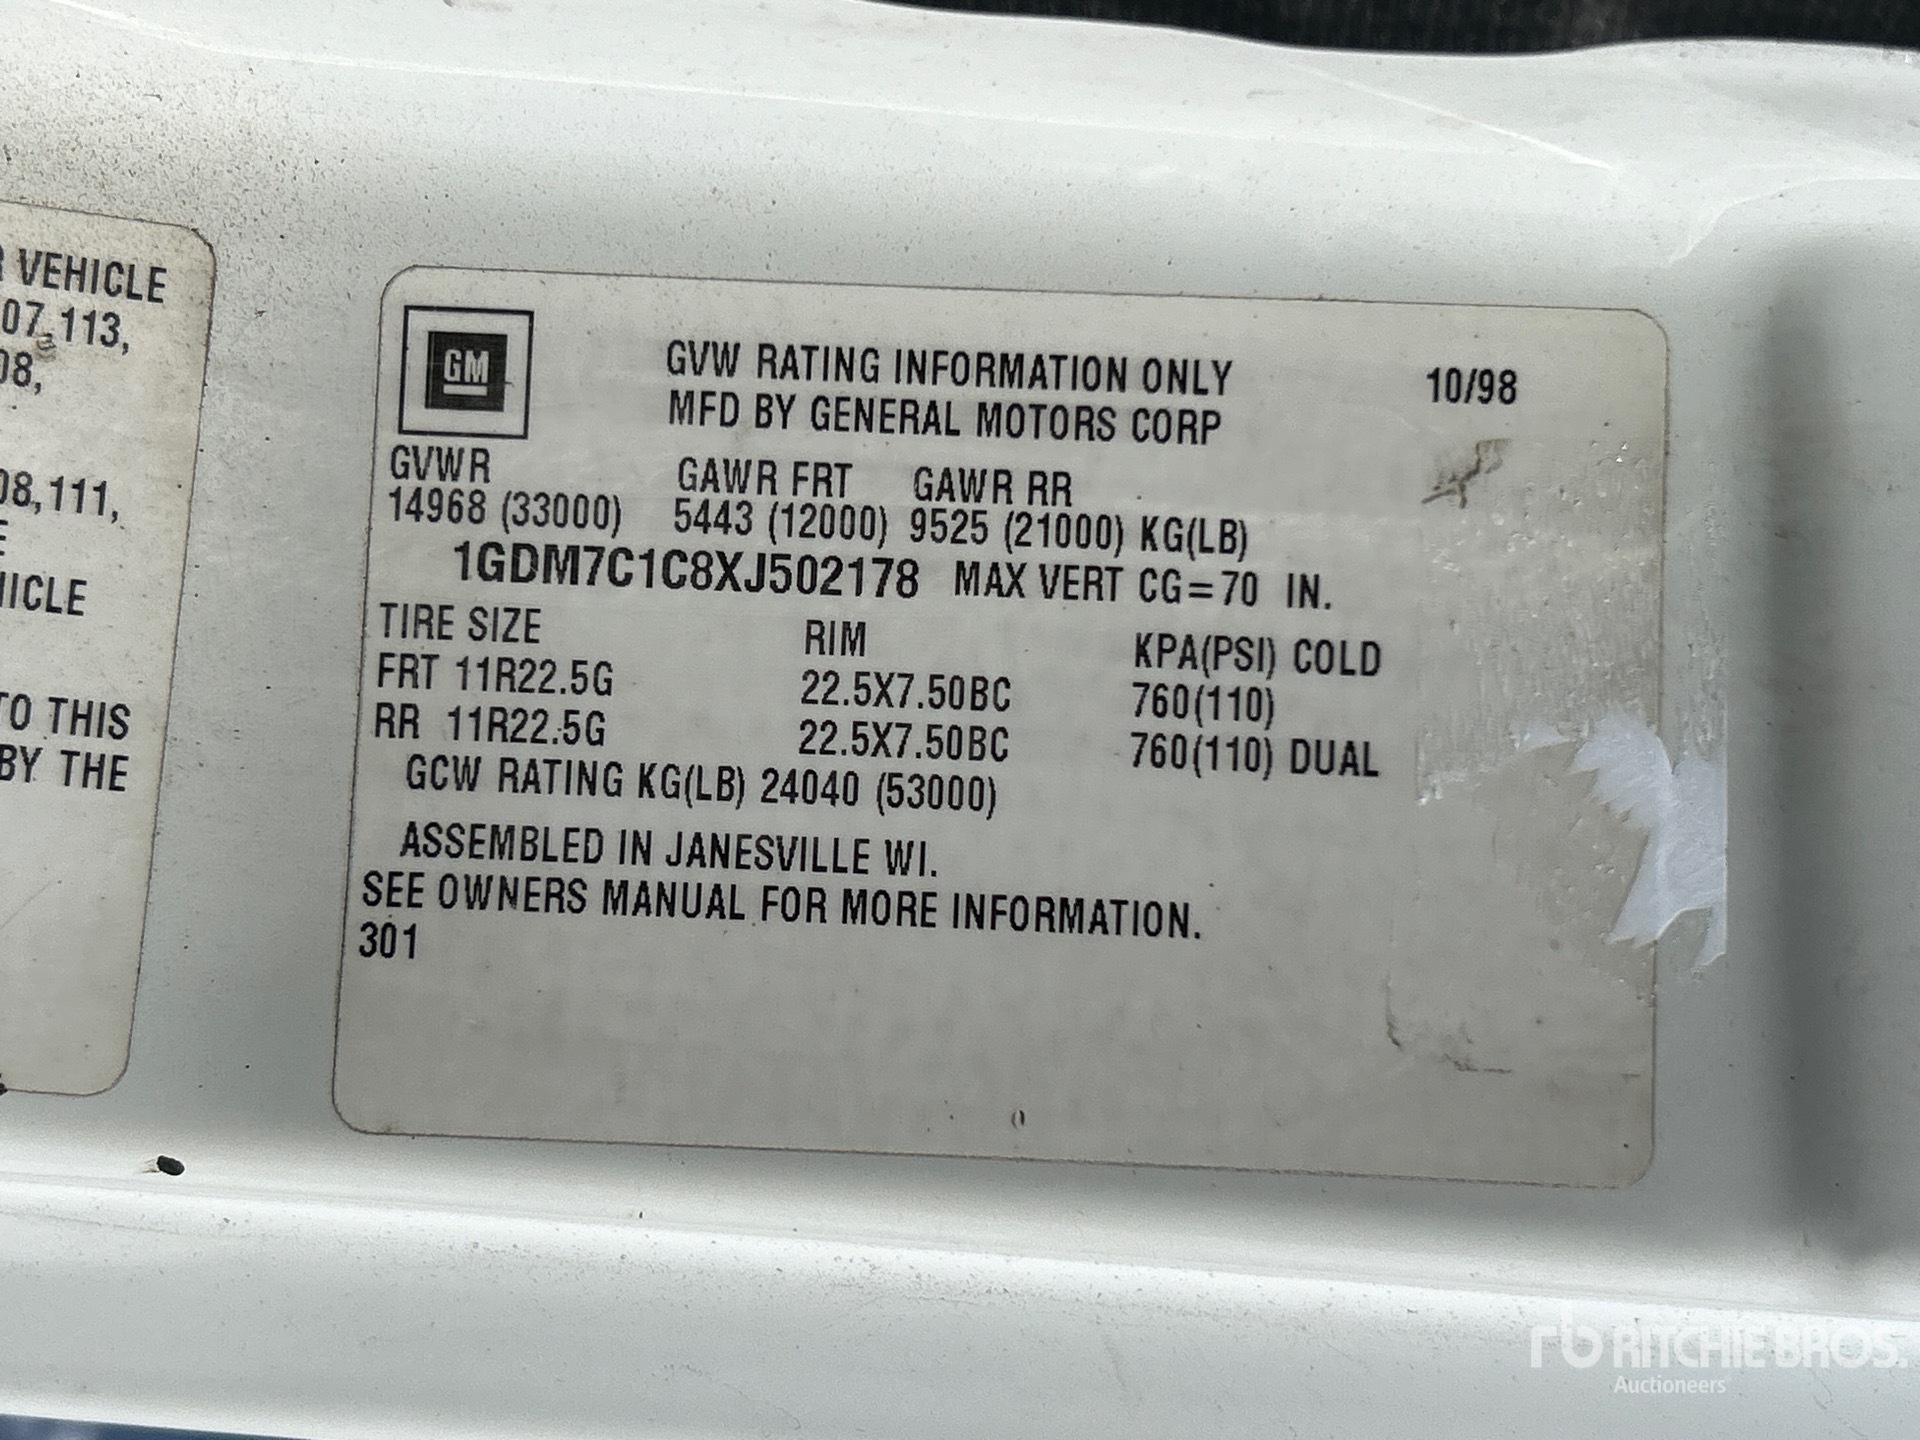 VEHICLE
07,113,
08,
08,111,
TO THIS
BY THE
GM
GVW RATING INFORMATION ONLY 10/98
MFD BY GENERAL MOTORS CORP
GVWR GAWR FRT GAWR RR
14968 (33000) 5443 (12000) 9525 (21000) KG(LB)
1GDM7C1C8XJ502178 MAX VERT CG=70 IN.
TIRE SIZE RIM KPA(PSI) COLD
FRT 11R22.5G 22.5X7.50BC 760(110)
RR 11R22.5G 22.5X7.50BC 760(110) DUAL
GCW RATING KG(LB) 24040 (53000)
ASSEMBLED IN JANESVILLE WI.
SEE OWNERS MANUAL FOR MORE INFORMATION.
301
rb RITCHIE BROS.
Auctioneers